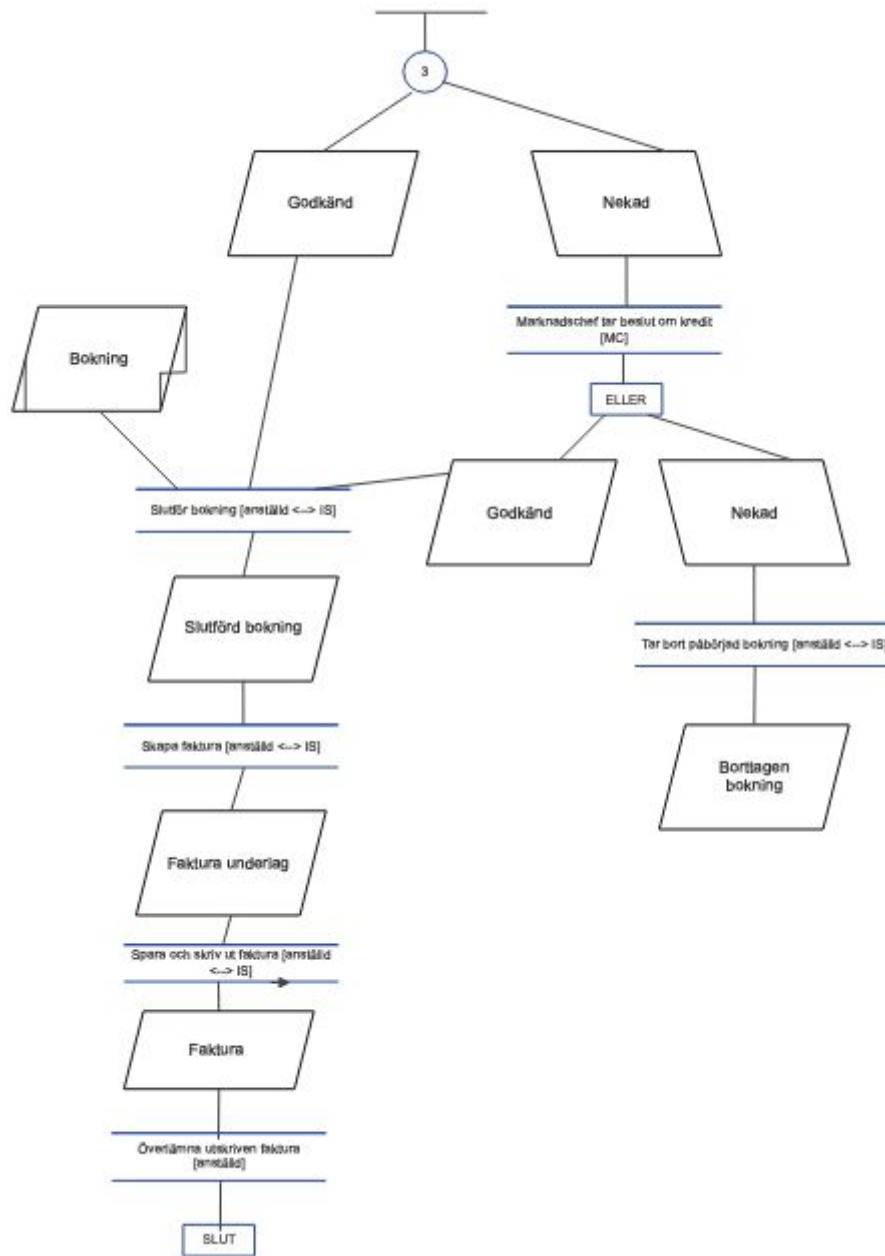 3
Godkänd
Nekad
Marknadschef tar beslut om kredit
[MC]
Bokning
ELLER
Slutför bokning [anställd <--> IS]
Godkänd
Nekad
Slutförd bokning
Tar bort påbörjad bokning [anställd <--> IS]
Skapa faktura [anställd <--> IS]
Borttagen
bokning
Faktura underlag
Spara och skriv ut faktura [anställd
<--> IS]
Faktura
Överlämna utskriven faktura
[anställd]
SLUT